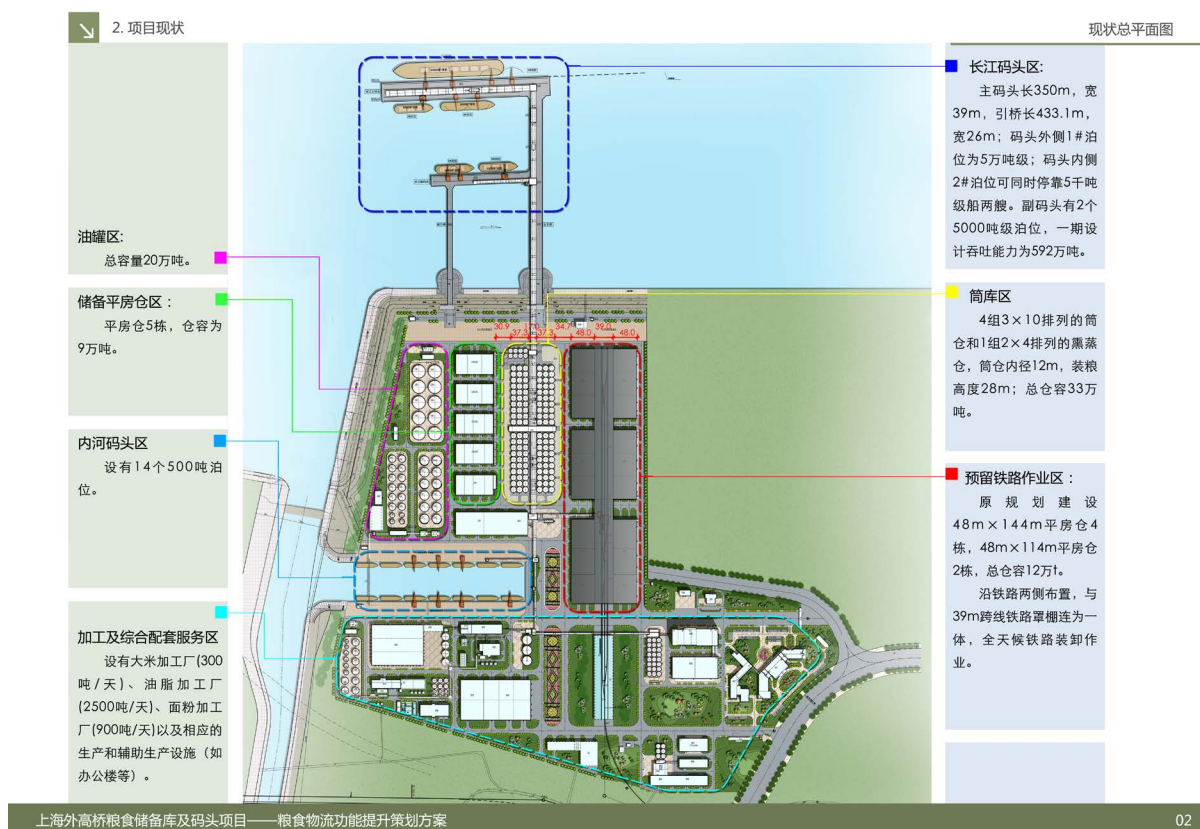 2. 项目现状
现状总平面图
油罐区:
总容量20万吨。
储备平房仓区：
平房仓5栋，仓容为
9万吨。
内河码头区
设有14个500吨泊
位。
加工及综合配套服务区
设有大米加工厂(300
吨/天)、油脂加工厂
(2500吨/天)、面粉加工
厂(900吨/天)以及相应的
生产和辅助生产设施（如
办公楼等）。
30.9
17.0
34.7
39.0
37.3
37.3
48.0
48.0
长江码头区:
主码头长350m，宽
39m，引桥长433.1m，
宽26m；码头外侧1#泊
位为5万吨级；码头内侧
2#泊位可同时停靠5千吨
级船两艘。副码头有2个
5000吨级泊位，一期设
计吞吐能力为592万吨。
筒库区
4组3×10排列的筒
仓和1组2×4排列的熏蒸
仓，筒仓内径12m，装粮
高度28m；总仓容33万
吨。
预留铁路作业区：
原规划建设
48m×144m平房仓4
栋，48m×114m平房仓
2栋，总仓容12万t。
沿铁路两侧布置，与
39m跨线铁路罩棚连为一
体，全天候铁路装卸作
业。
上海外高桥粮食储备库及码头项目——粮食物流功能提升策划方案
02